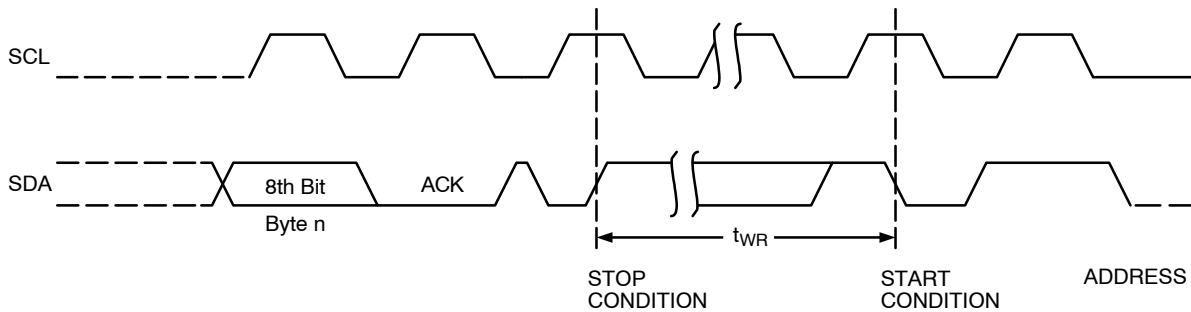 SCL
SDA
8th Bit
ACK
Byte n
tWR
STOP
CONDITION
START
CONDITION
ADDRESS